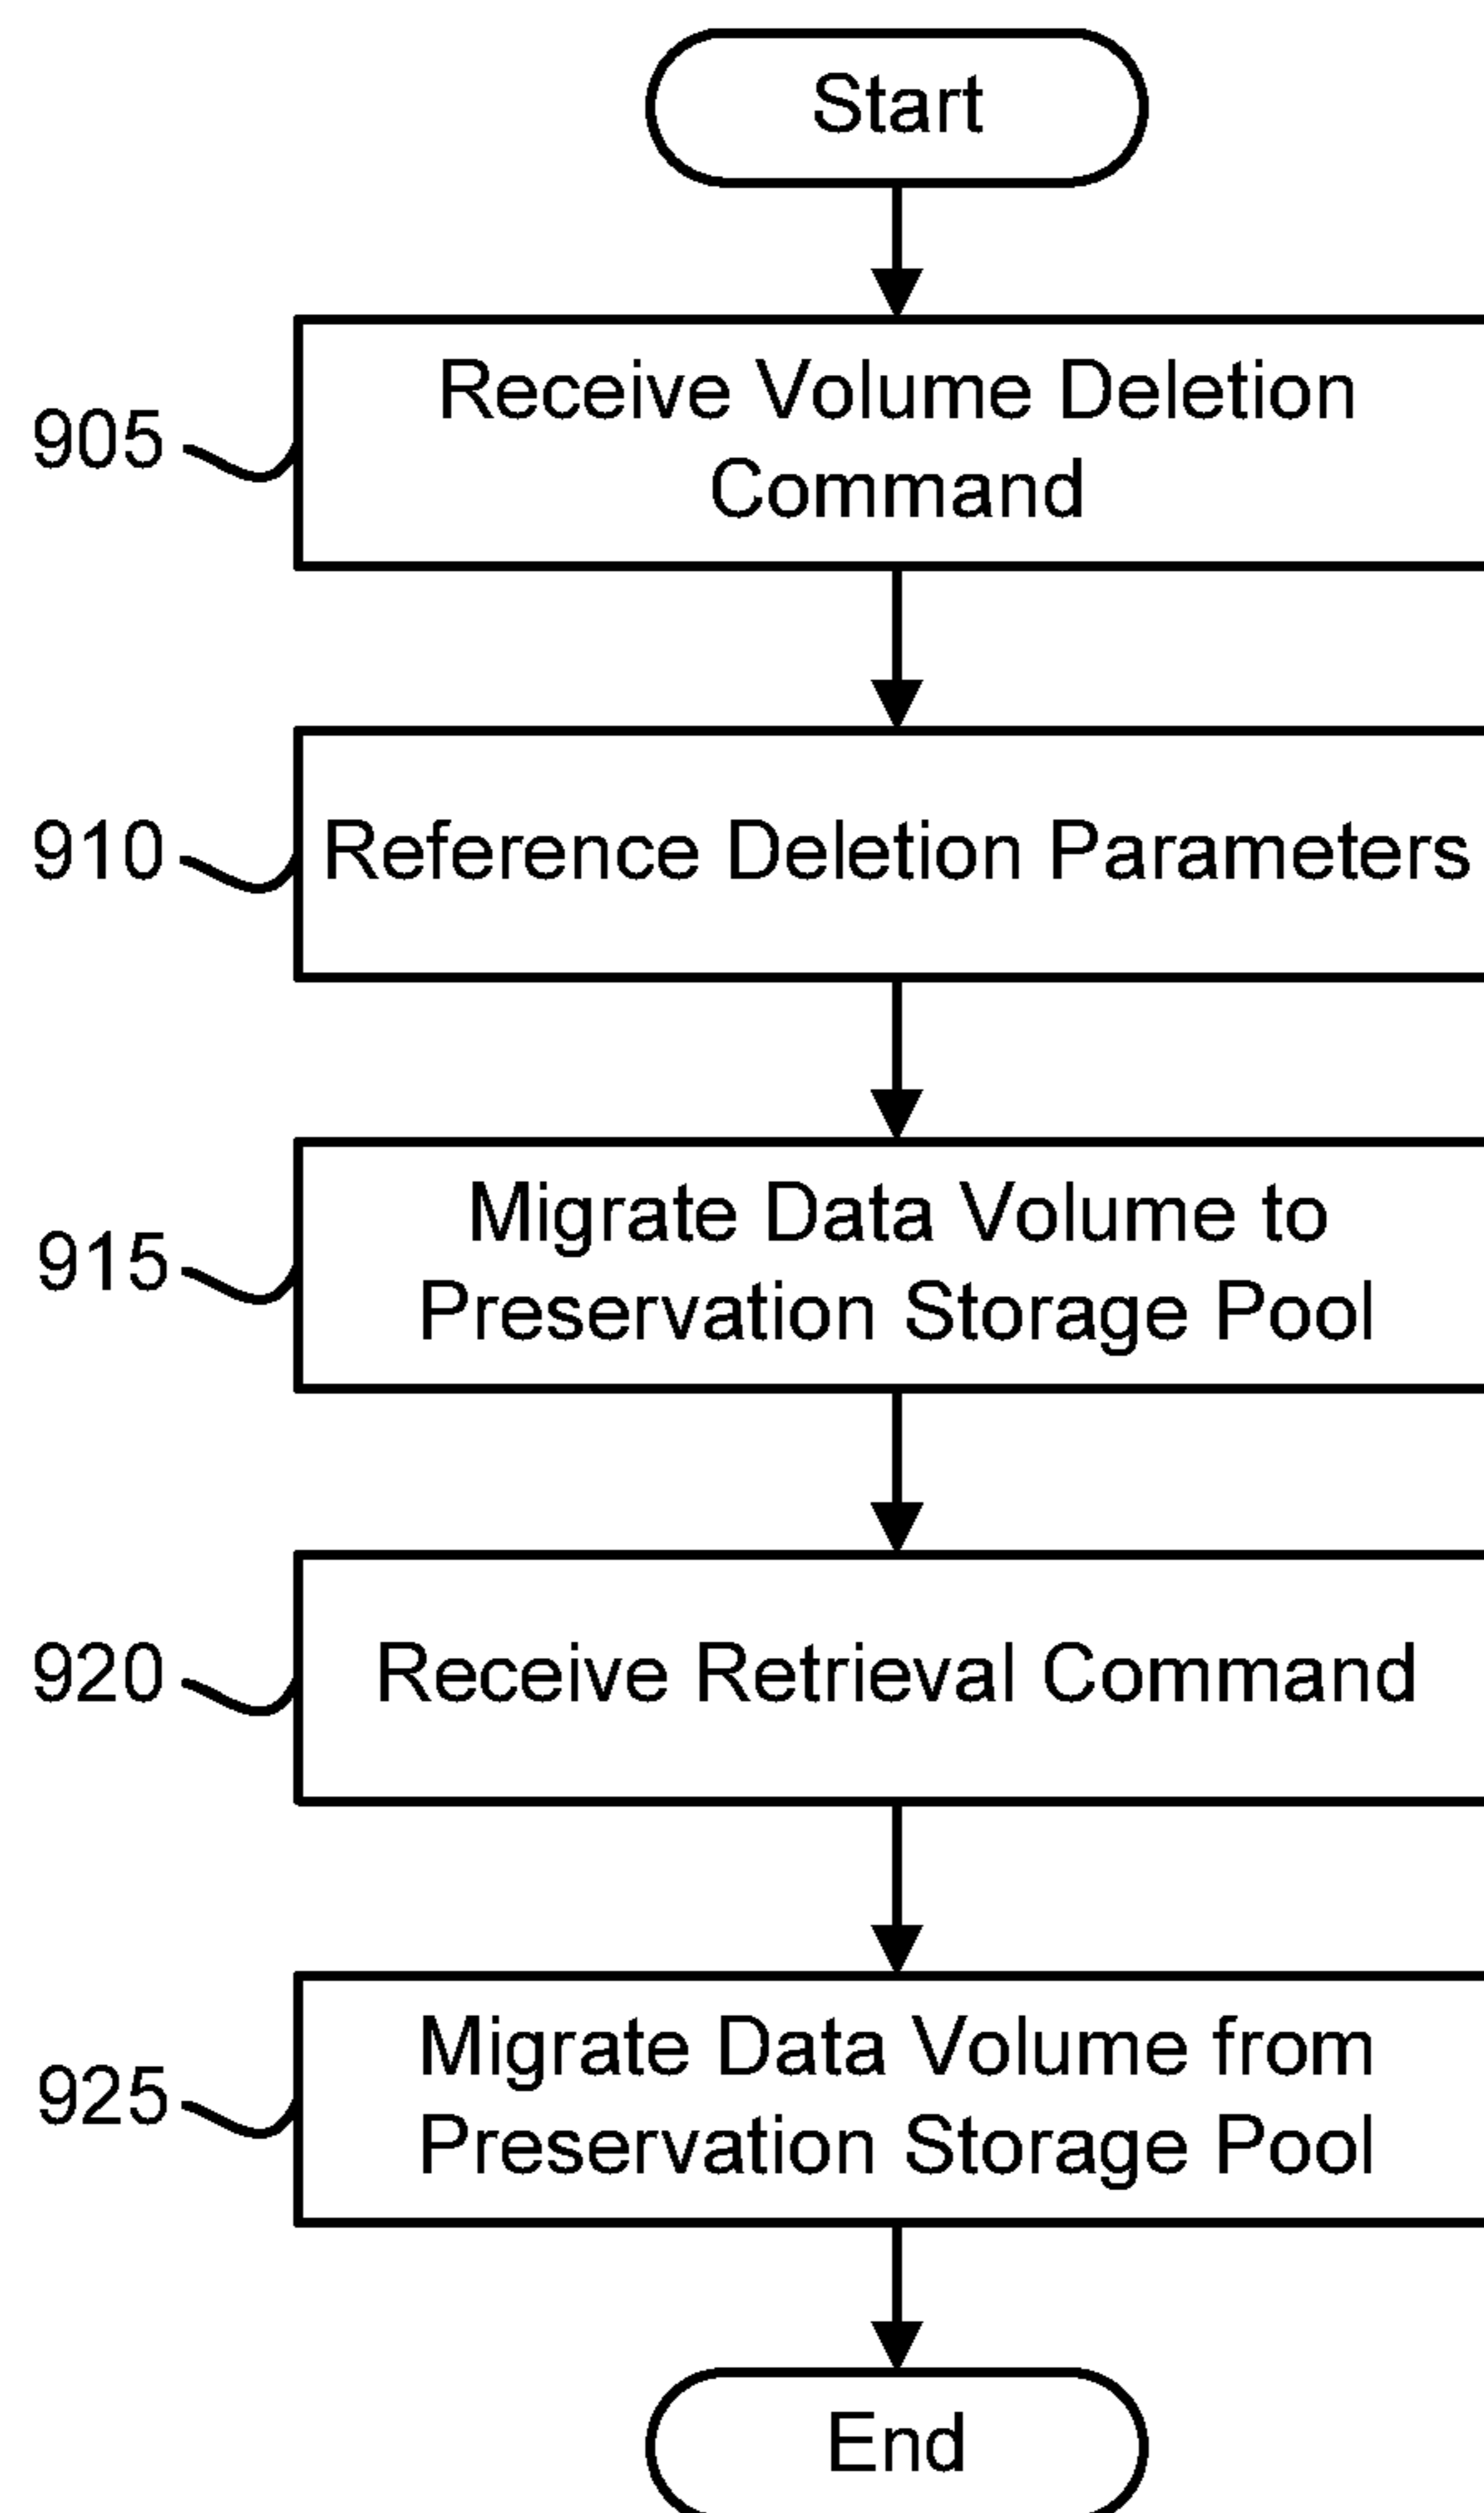 Start
Receive Volume Deletion
Command
905
Reference Deletion Parameters
910
Migrate Data Volume to
Preservation Storage Pool
915
Receive Retrieval Command
920
Migrate Data Volume from
Preservation Storage Pool
925
End